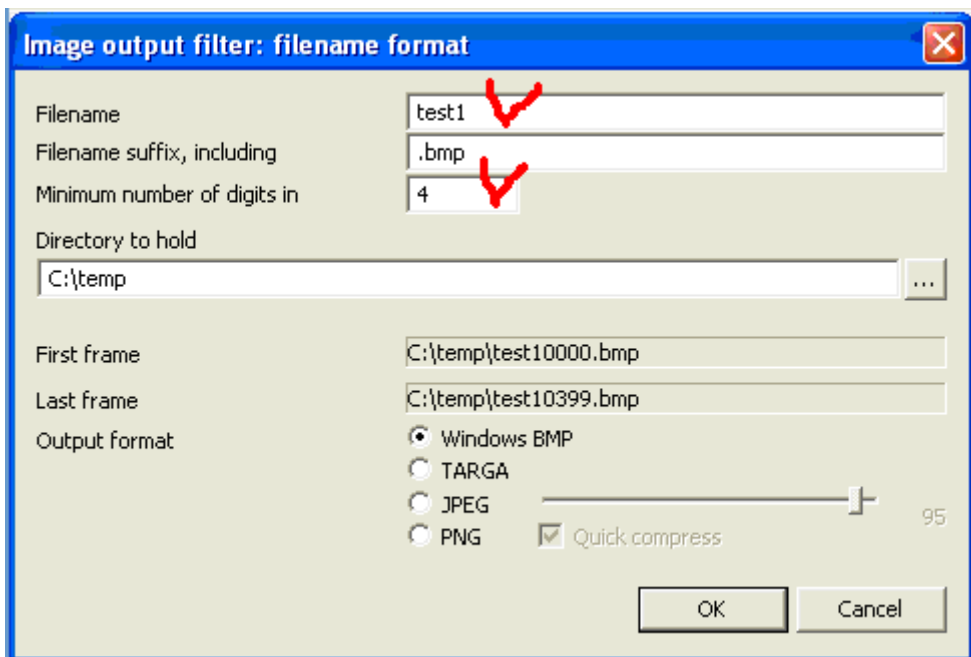 Image output filter: filename format
Filename test1
Filename suffix, including .bmp
Minimum number of digits in 4
Directory to hold
C:\temp ...
First frame C:\temp\test10000.bmp
Last frame C:\temp\test10399.bmp
Output format Windows BMP
TARGA
JPEG 95
PNG Quick compress
OK Cancel